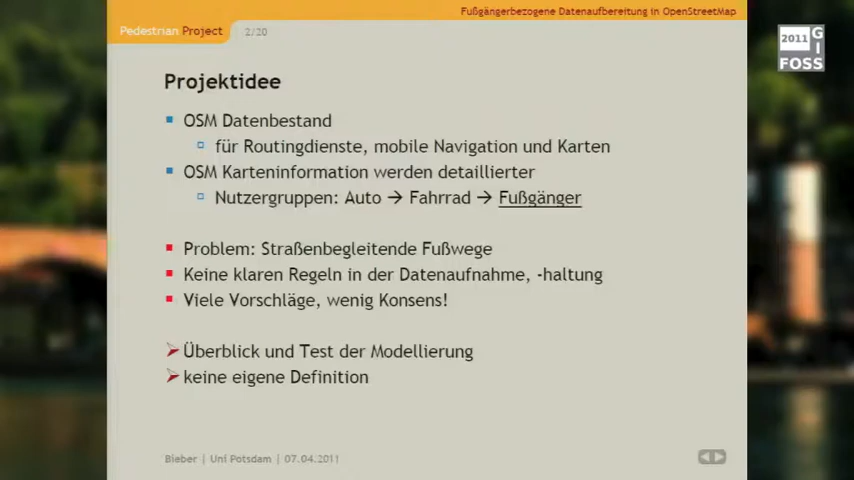 Fußgängerbezogene Datenaufbereitung in OpenStreetMap
Pedestrian Project
2/20
2011 GI
FOSS
Projektidee
OSM Datenbestand
für Routingdienste, mobile Navigation und Karten
OSM Karteninformation werden detaillierter
Nutzergruppen: Auto → Fahrrad → Fußgänger
Problem: Straßenbegleitende Fußwege
Keine klaren Regeln in der Datenaufnahme, -haltung
Viele Vorschläge, wenig Konsens!
Überblick und Test der Modellierung
keine eigene Definition
Bieber | Uni Potsdam | 07.04.2011